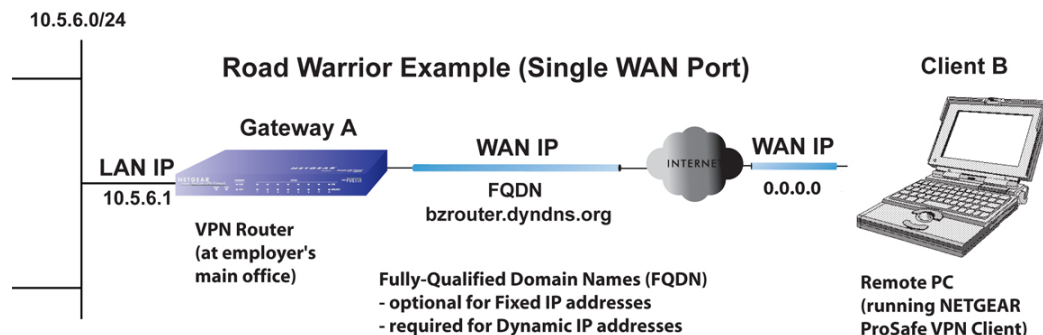 10.5.6.0/24
Road Warrior Example (Single WAN Port)
Client B
Gateway A
LAN IP
10.5.6.1
NETGEAR
NETGEAR
WAN IP
FQDN
bzrouter.dyndns.org
INTERNET
WAN IP
0.0.0.0
VPN Router
(at employer's
main office)
Fully-Qualified Domain Names (FQDN)
- optional for Fixed IP addresses
- required for Dynamic IP addresses
Remote PC
(running NETGEAR
ProSafe VPN Client)